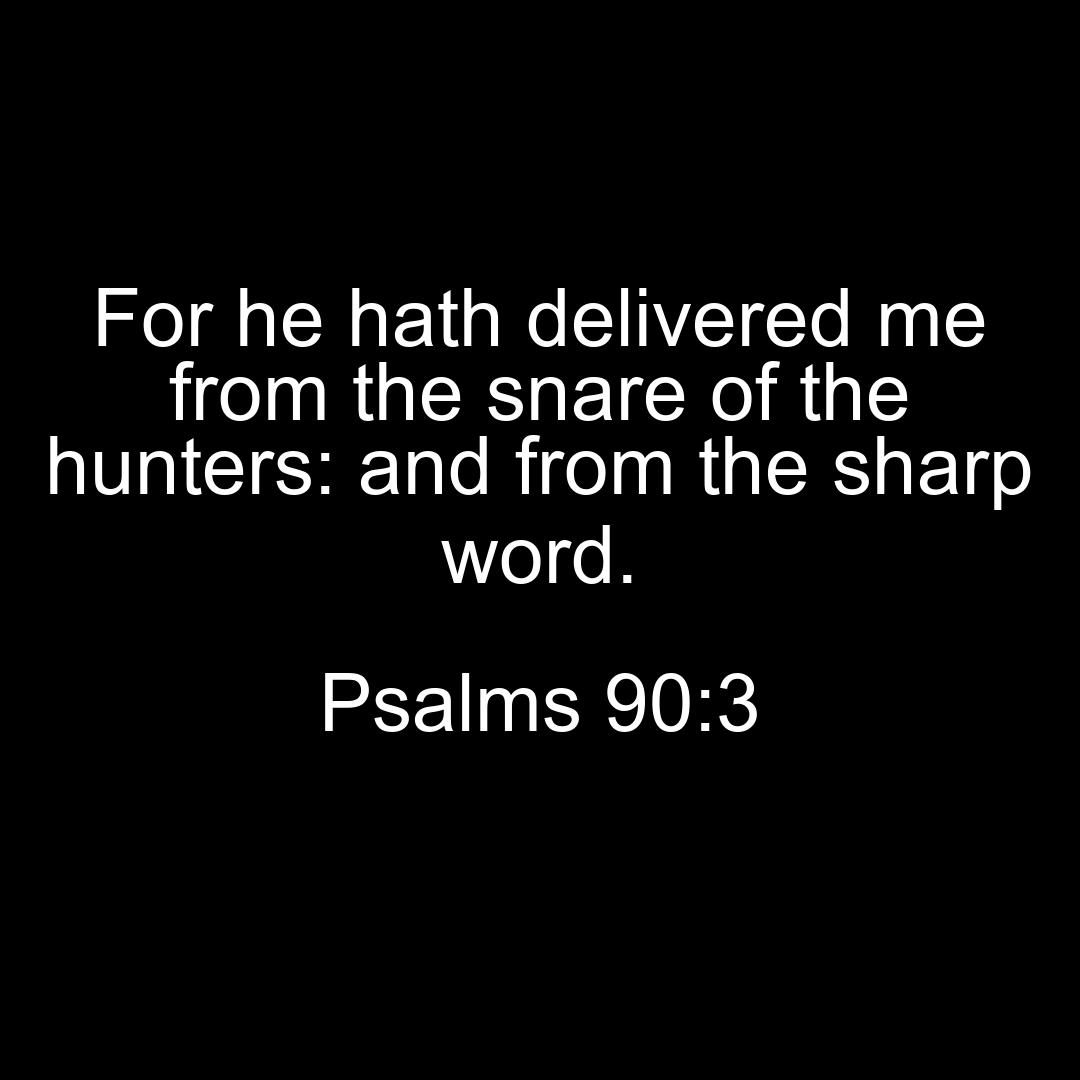 For he hath delivered me
from the snare of the
hunters: and from the sharp
word.
Psalms 90:3